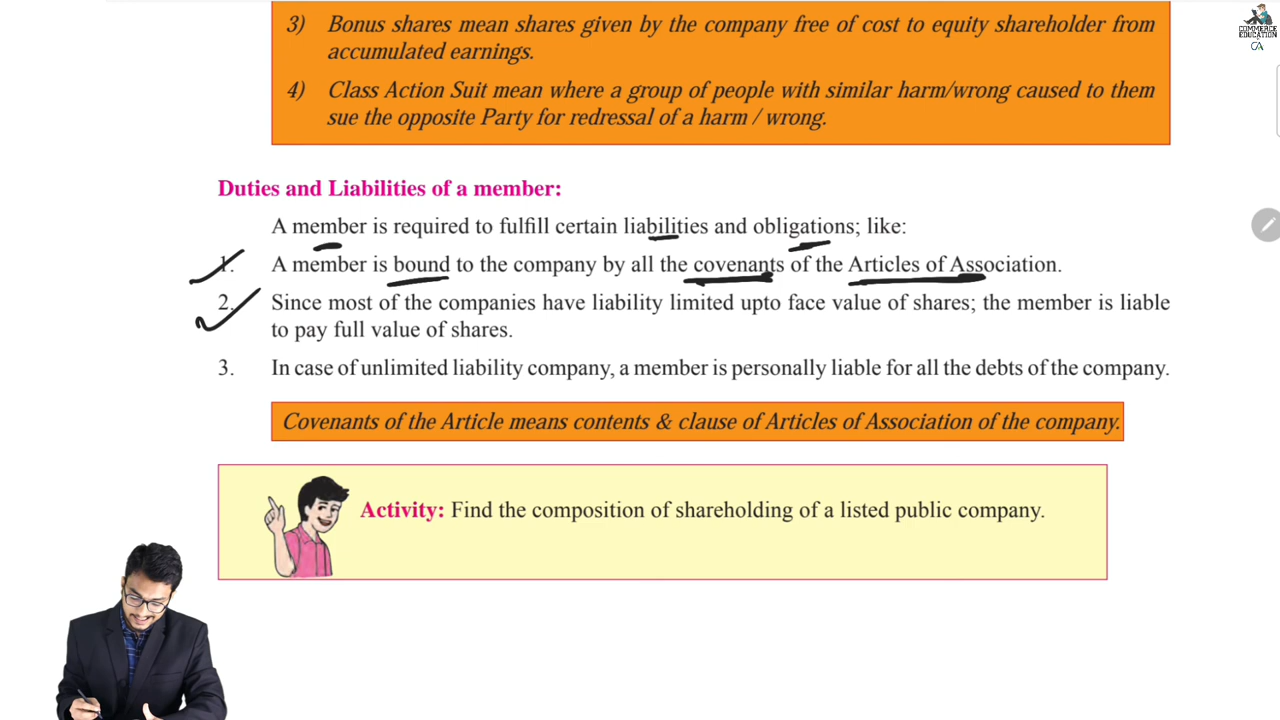 3) Bonus shares mean shares given by the company free of cost to equity shareholder from
accumulated earnings.
4) Class Action Suit mean where a group of people with similar harm/wrong caused to them
sue the opposite Party for redressal of a harm / wrong.
COMMERCE
EDUCATION
CA
Duties and Liabilities of a member:
A member is required to fulfill certain liabilities and obligations; like:
1. A member is bound to the company by all the covenants of the Articles of Association.
2. Since most of the companies have liability limited upto face value of shares; the member is liable
to pay full value of shares.
3. In case of unlimited liability company, a member is personally liable for all the debts of the company.
Covenants of the Article means contents & clause of Articles of Association of the company.
Activity: Find the composition of shareholding of a listed public company.